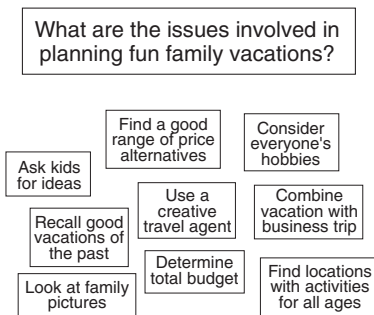 What are the issues involved in
planning fun family vacations?
Find a good
range of price
alternatives
Consider
everyone's
hobbies
Ask kids
for ideas
Use a
creative
travel agent
Combine
vacation with
business trip
Recall good
vacations of
the past
Determine
total budget
Find locations
with activities
for all ages
Look at family
pictures